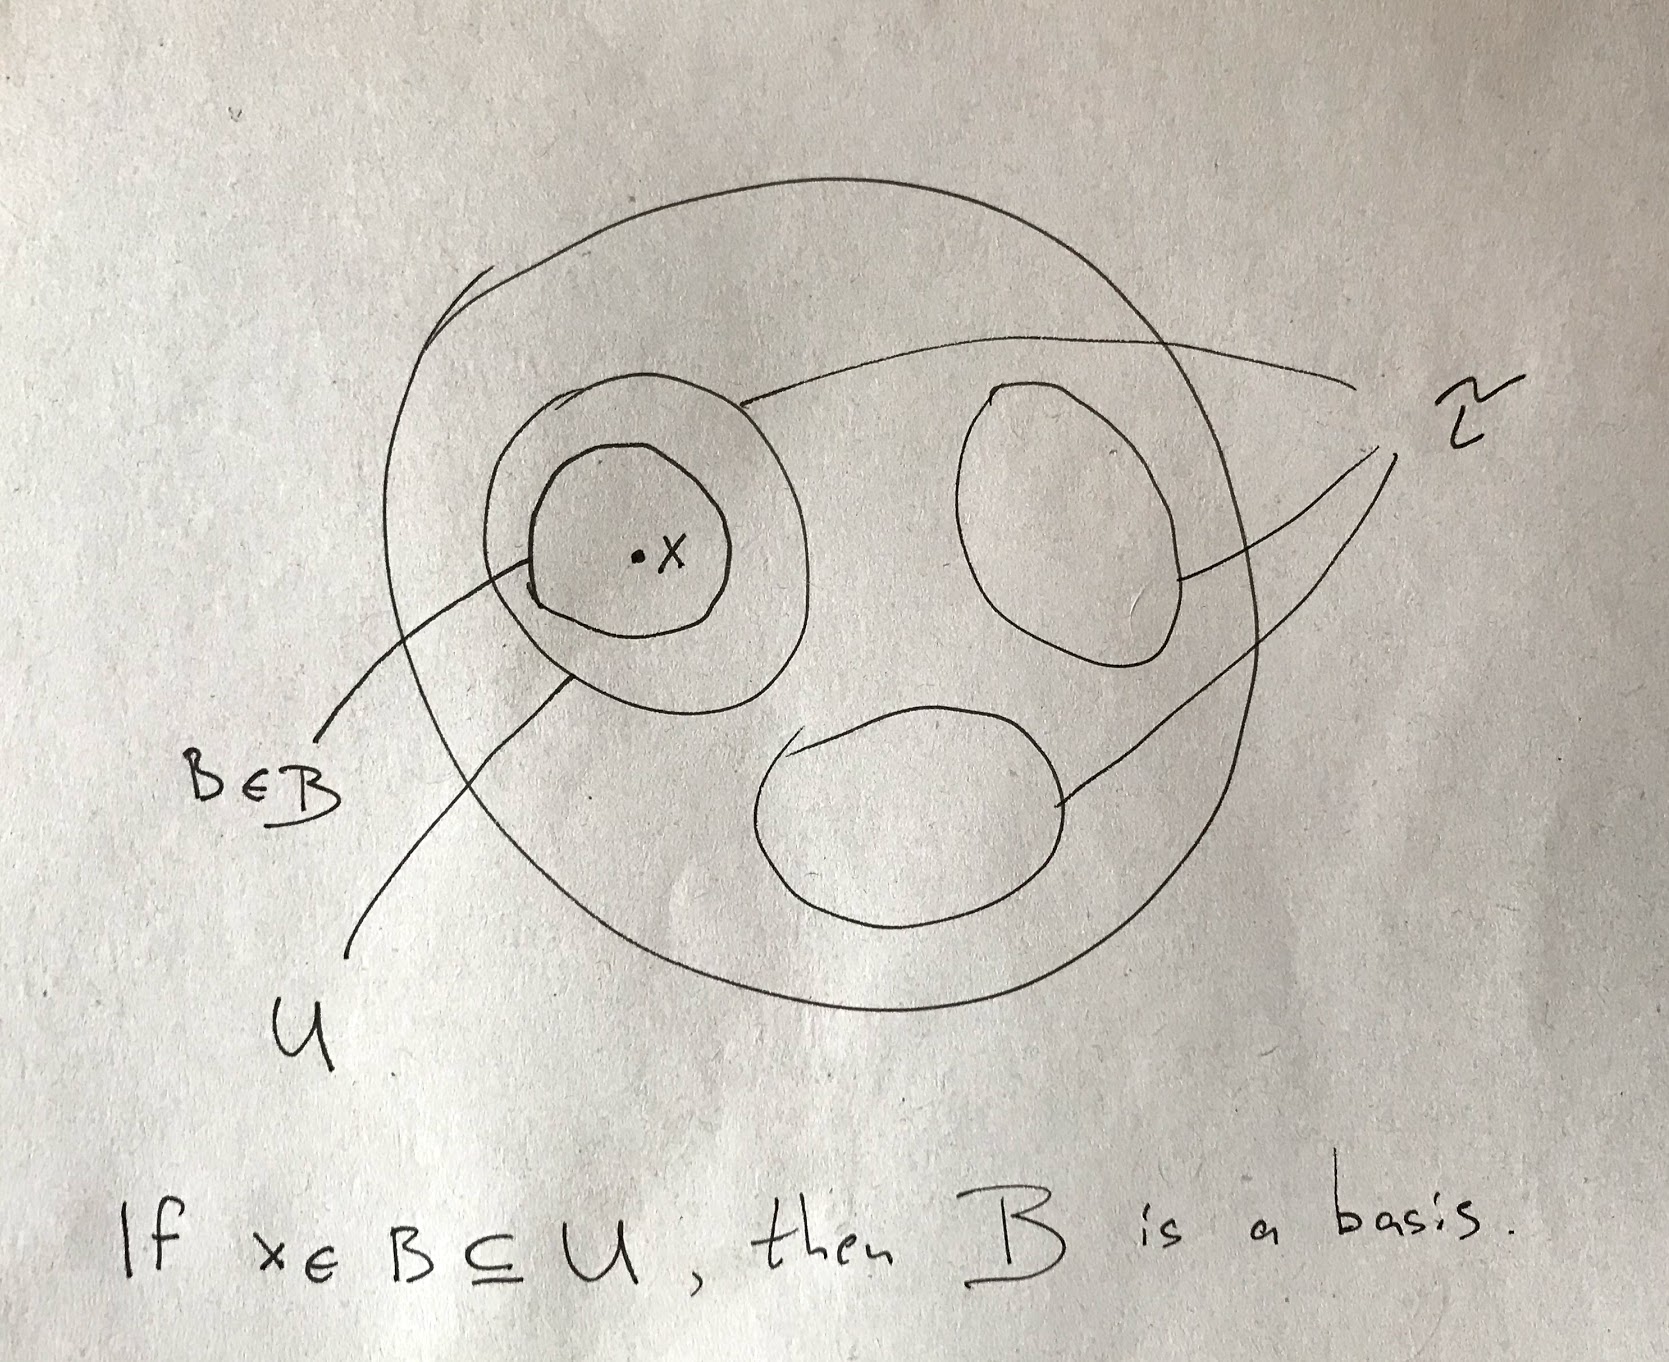 τ
• x
B ∈ ℬ
U
If x ∈ B ⊆ U, then ℬ is a basis.